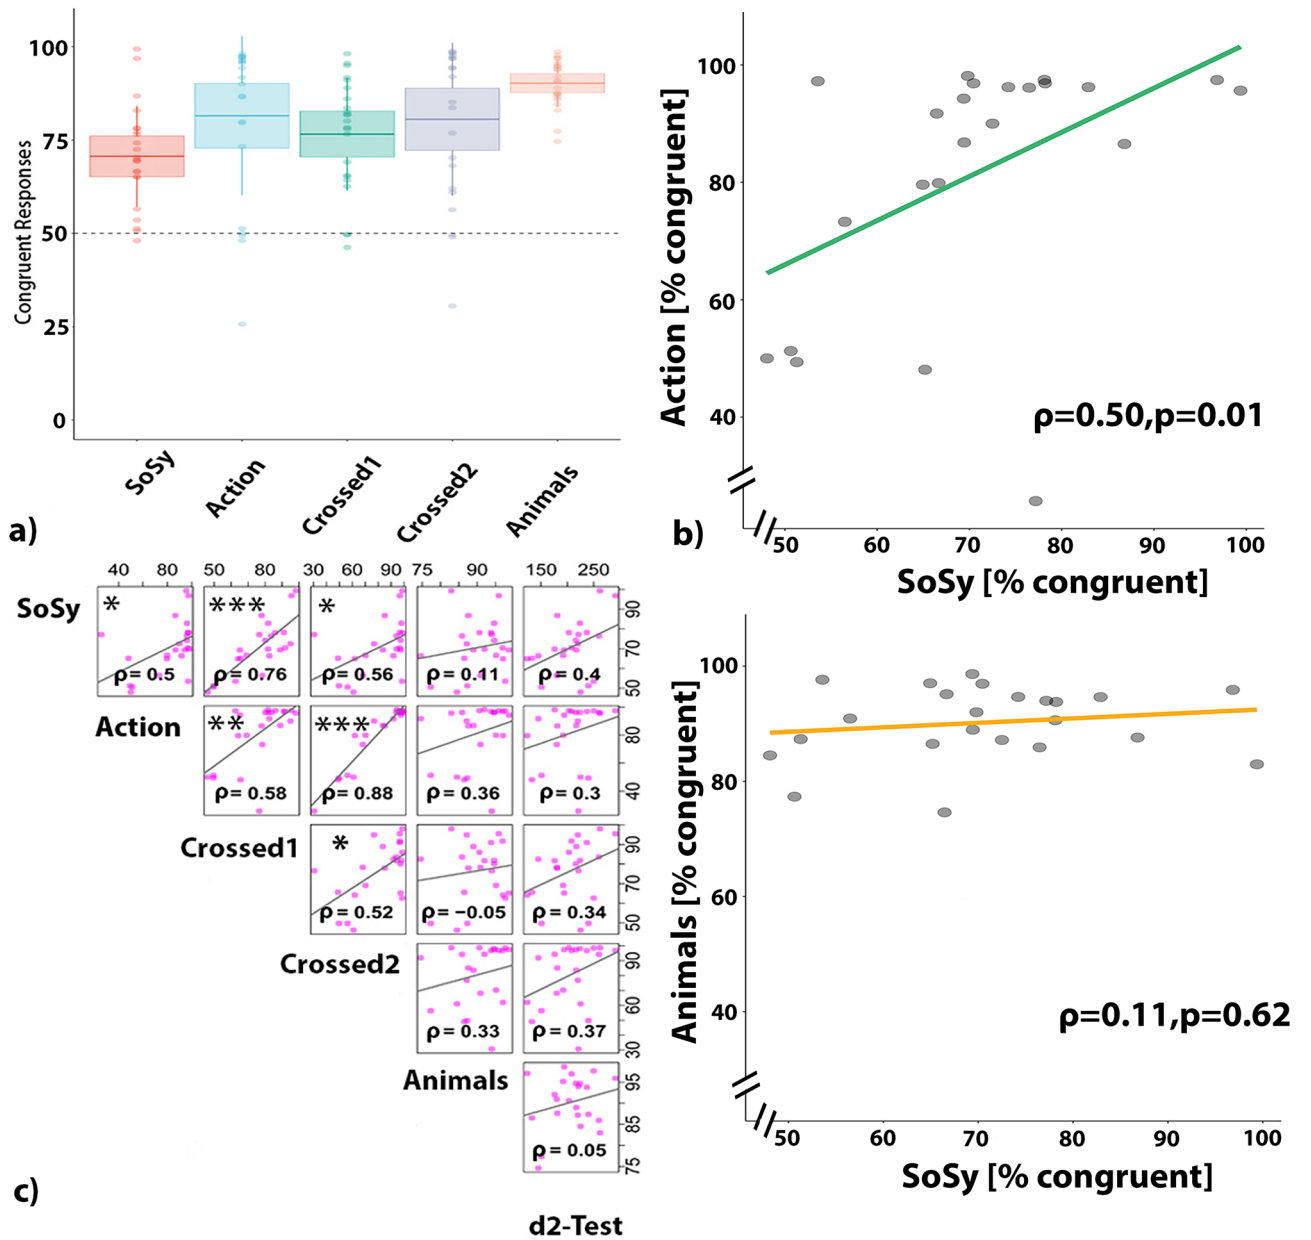 100
75
50
25
0
Congruent Responses
SoSy
Action
Crossed1
Crossed2
Animals
a)
100
80
60
40
Action [% congruent]
ρ=0.50,p=0.01
50 60 70 80 90 100
SoSy [% congruent]
b)
40 80 50 80 30 60 90 75 90 150 250
SoSy
*
ρ= 0.5
***
ρ= 0.76
*
ρ= 0.56
ρ= 0.11
ρ= 0.4
90
70
50
Action
**
ρ= 0.58
***
ρ= 0.88
ρ= 0.36
ρ= 0.3
80
40
Crossed1
*
ρ= 0.52
ρ= −0.05
ρ= 0.34
90
70
50
Crossed2
ρ= 0.33
ρ= 0.37
90
60
30
Animals
ρ= 0.05
95
85
75
d2-Test
c)
100
80
60
40
Animals [% congruent]
ρ=0.11,p=0.62
50 60 70 80 90 100
SoSy [% congruent]